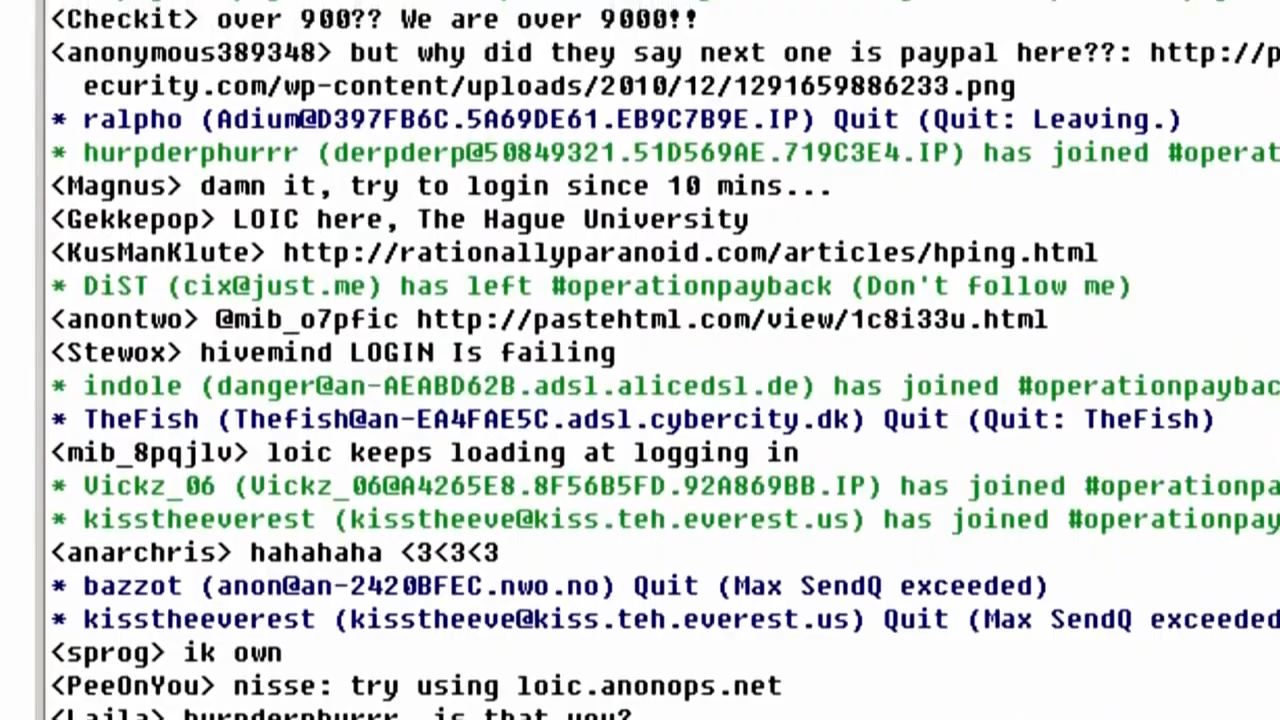 <Checkit> over 900?? We are over 9000!!
<anonymous389348> but why did they say next one is paypal here??: http://p
ecurity.com/wp-content/uploads/2010/12/1291659886233.png
* ralpho (Adium@D397FB6C.5A69DE61.EB9C7B9E.IP) Quit (Quit: Leaving.)
* hurpderphurrr (derpderp@50849321.51D569AE.719C3E4.IP) has joined #operat
<Magnus> damn it, try to login since 10 mins...
<Gekkepop> LOIC here, The Hague University
<KusManKlute> http://rationallyparanoid.com/articles/hping.html
* DiST (cix@just.me) has left #operationpayback (Don't follow me)
<anontwo> @mib_o7pfic http://pastehtml.com/view/1c8i33u.html
<Stewox> hivemind LOGIN Is failing
* indole (danger@an-AEABD62B.adsl.alicedsl.de) has joined #operationpaybac
* TheFish (Thefish@an-EA4FAE5C.adsl.cybercity.dk) Quit (Quit: TheFish)
<mib_8pqjlv> loic keeps loading at logging in
* Vickz_06 (Vickz_06@A4265E8.8F56B5FD.92A869BB.IP) has joined #operationpa
* kisstheeverest (kisstheeve@kiss.teh.everest.us) has joined #operationpay
<anarchris> hahahaha <3<3<3
* bazzot (anon@an-2420BFEC.nwo.no) Quit (Max SendQ exceeded)
* kisstheeverest (kisstheeve@kiss.teh.everest.us) Quit (Max SendQ exceeded
<sprog> ik own
<PeeOnYou> nisse: try using loic.anonops.net
<Laila> hurpderphurrr, is that you?